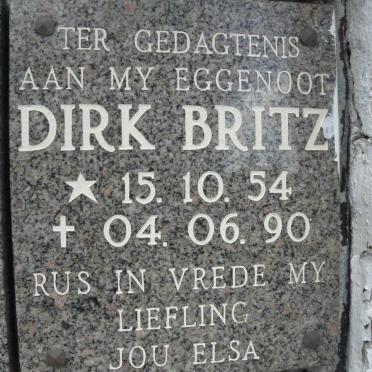 TER GEDAGTENIS
AAN MY EGGENOOT
DIRK BRITZ
★ 15. 10. 54
✝ 04. 06. 90
RUS IN VREDE MY
LIEFLING
JOU ELSA